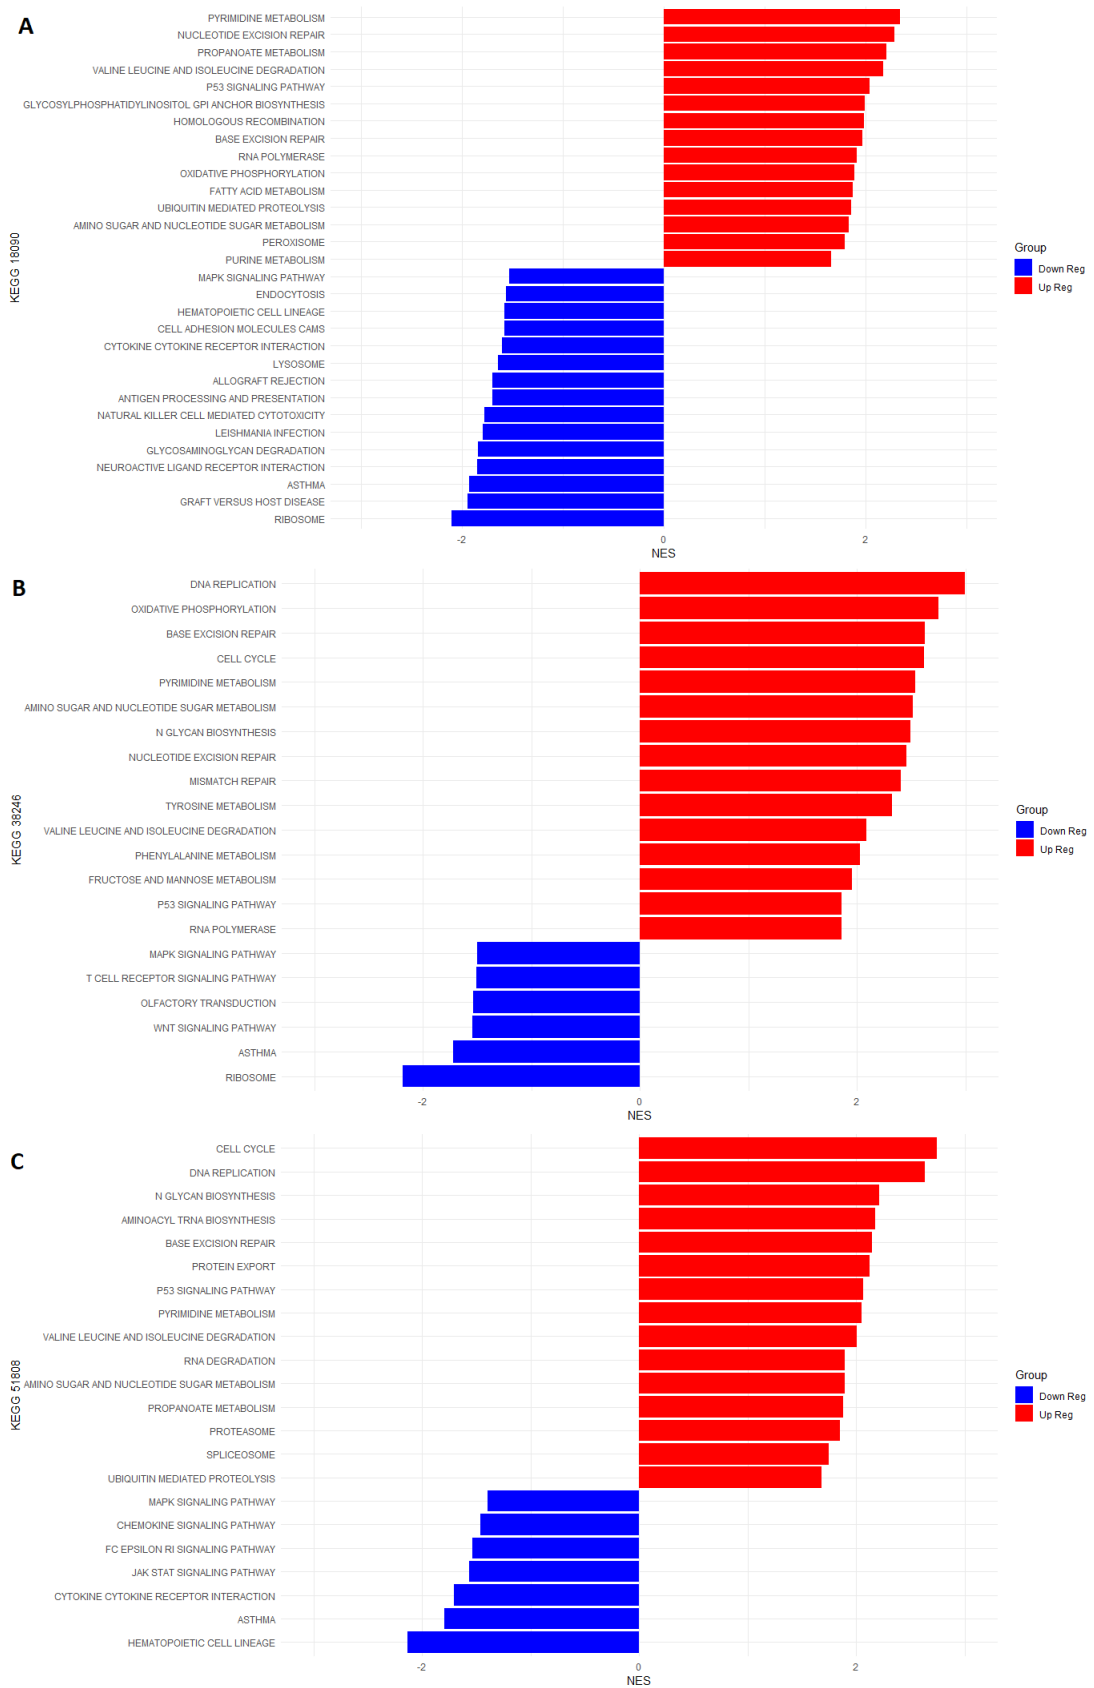 A
PYRIMIDINE METABOLISM
NUCLEOTIDE EXCISION REPAIR
PROPANOATE METABOLISM
VALINE LEUCINE AND ISOLEUCINE DEGRADATION
P53 SIGNALING PATHWAY
GLYCOSYLPHOSPHATIDYLINOSITOL GPI ANCHOR BIOSYNTHESIS
HOMOLOGOUS RECOMBINATION
BASE EXCISION REPAIR
RNA POLYMERASE
OXIDATIVE PHOSPHORYLATION
FATTY ACID METABOLISM
UBIQUITIN MEDIATED PROTEOLYSIS
AMINO SUGAR AND NUCLEOTIDE SUGAR METABOLISM
PEROXISOME
PURINE METABOLISM
MAPK SIGNALING PATHWAY
ENDOCYTOSIS
HEMATOPOIETIC CELL LINEAGE
CELL ADHESION MOLECULES CAMS
CYTOKINE CYTOKINE RECEPTOR INTERACTION
LYSOSOME
ALLOGRAFT REJECTION
ANTIGEN PROCESSING AND PRESENTATION
NATURAL KILLER CELL MEDIATED CYTOTOXICITY
LEISHMANIA INFECTION
GLYCOSAMINOGLYCAN DEGRADATION
NEUROACTIVE LIGAND RECEPTOR INTERACTION
ASTHMA
GRAFT VERSUS HOST DISEASE
RIBOSOME
KEGG 18090
-2 0 2
NES
Group
Down Reg
Up Reg
B
DNA REPLICATION
OXIDATIVE PHOSPHORYLATION
BASE EXCISION REPAIR
CELL CYCLE
PYRIMIDINE METABOLISM
AMINO SUGAR AND NUCLEOTIDE SUGAR METABOLISM
N GLYCAN BIOSYNTHESIS
NUCLEOTIDE EXCISION REPAIR
MISMATCH REPAIR
TYROSINE METABOLISM
VALINE LEUCINE AND ISOLEUCINE DEGRADATION
PHENYLALANINE METABOLISM
FRUCTOSE AND MANNOSE METABOLISM
P53 SIGNALING PATHWAY
RNA POLYMERASE
MAPK SIGNALING PATHWAY
T CELL RECEPTOR SIGNALING PATHWAY
OLFACTORY TRANSDUCTION
WNT SIGNALING PATHWAY
ASTHMA
RIBOSOME
KEGG 38246
-2 0 2
NES
Group
Down Reg
Up Reg
C
CELL CYCLE
DNA REPLICATION
N GLYCAN BIOSYNTHESIS
AMINOACYL TRNA BIOSYNTHESIS
BASE EXCISION REPAIR
PROTEIN EXPORT
P53 SIGNALING PATHWAY
PYRIMIDINE METABOLISM
VALINE LEUCINE AND ISOLEUCINE DEGRADATION
RNA DEGRADATION
AMINO SUGAR AND NUCLEOTIDE SUGAR METABOLISM
PROPANOATE METABOLISM
PROTEASOME
SPLICEOSOME
UBIQUITIN MEDIATED PROTEOLYSIS
MAPK SIGNALING PATHWAY
CHEMOKINE SIGNALING PATHWAY
FC EPSILON RI SIGNALING PATHWAY
JAK STAT SIGNALING PATHWAY
CYTOKINE CYTOKINE RECEPTOR INTERACTION
ASTHMA
HEMATOPOIETIC CELL LINEAGE
KEGG 51808
-2 0 2
NES
Group
Down Reg
Up Reg